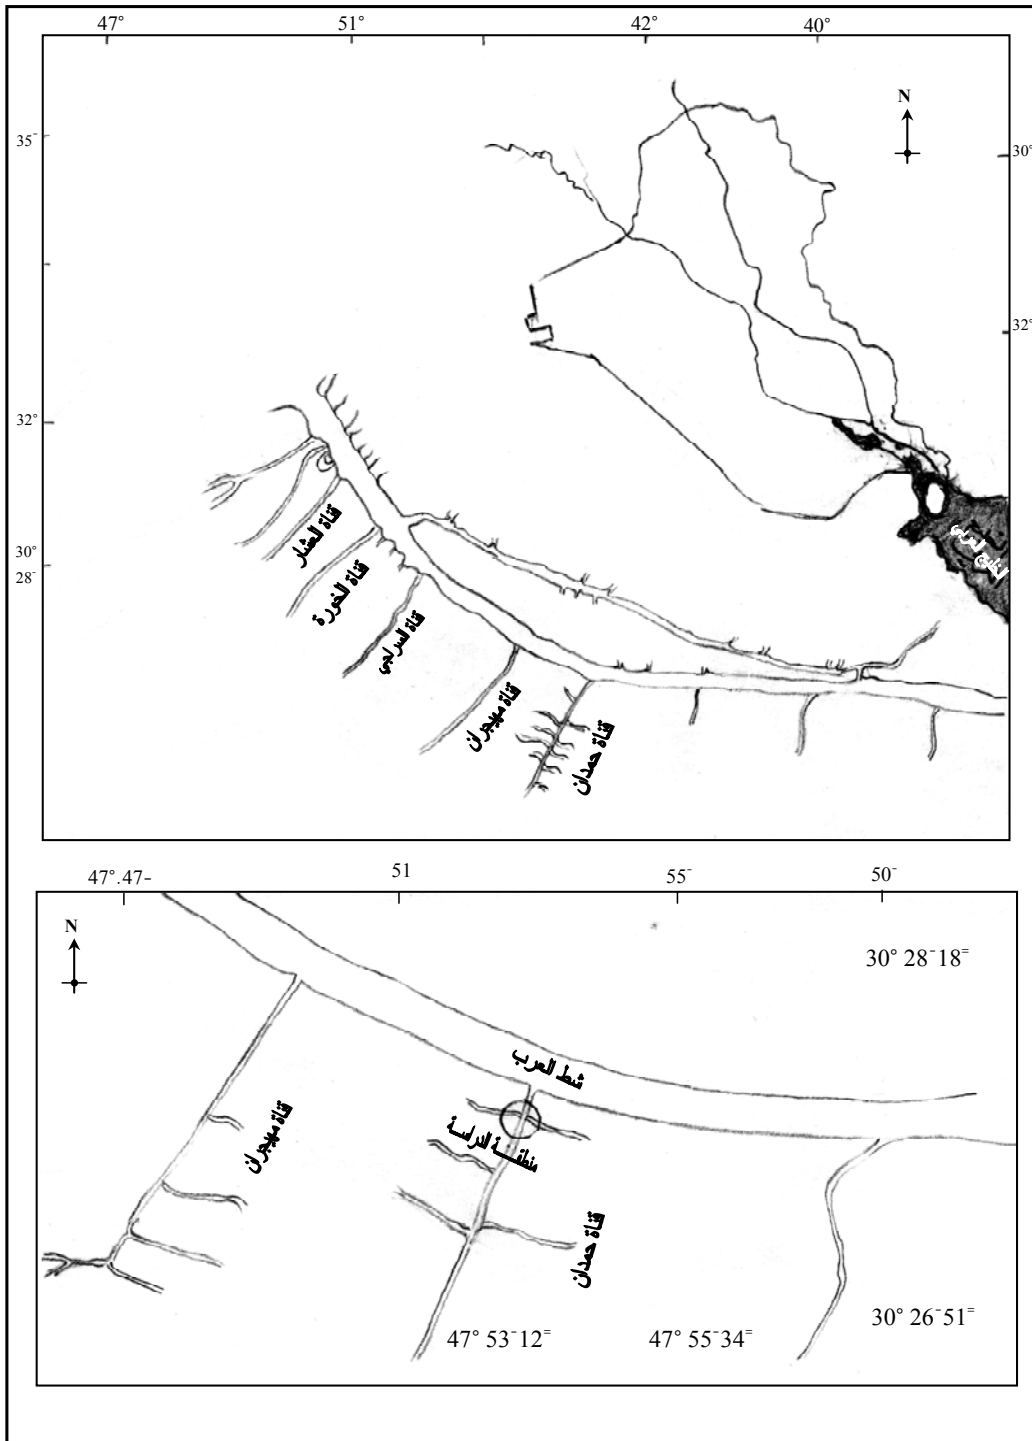 47° 51° 42° 40°
N
35-
30°
32°
32°
30°
28-
قناة العشار
قناة الخورة
قناة السراجي
قناة مهيجران
قناة حمدان
الخليج العربي
47°.47- 51 55- 50-
N
30° 28-18=
شط العرب
منطقة الدراسة
قناة مهيجران
قناة حمدان
30° 26-51=
47° 53-12= 47° 55-34=